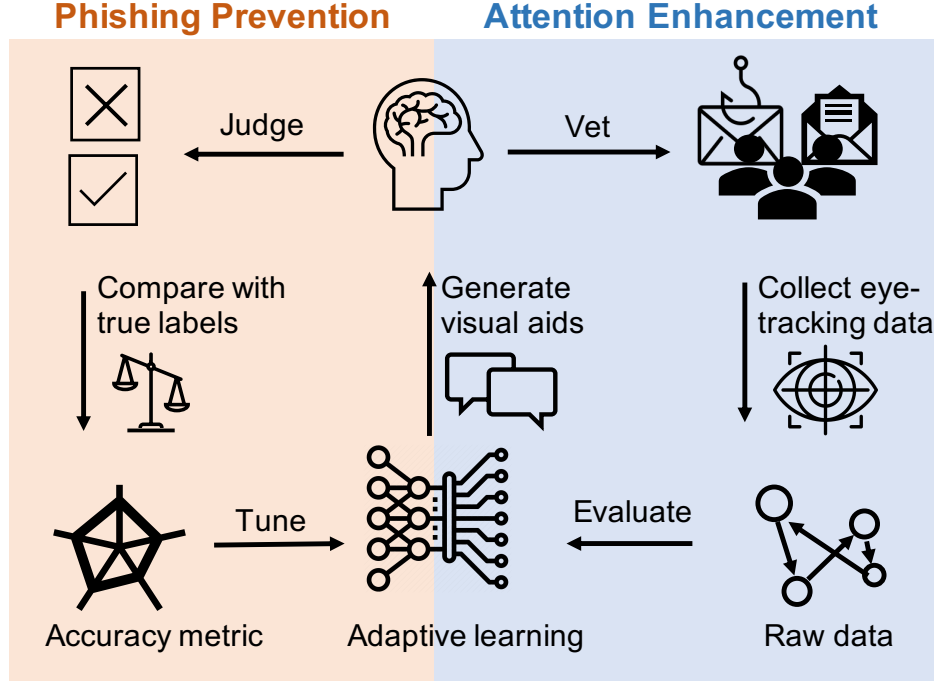 Phishing Prevention
Attention Enhancement
Judge
Vet
Compare with
true labels
Generate
visual aids
Collect eye-
tracking data
Tune
Evaluate
Accuracy metric
Adaptive learning
Raw data